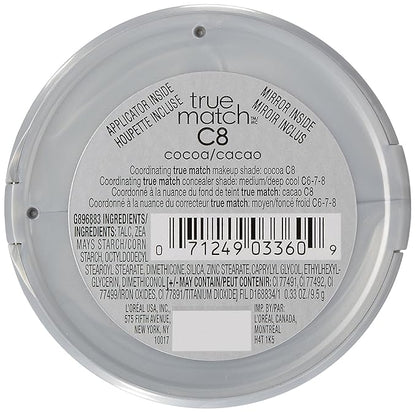 APPLICATOR INSIDE
HOUPETTE INCLUSE
MIRROR INSIDE
MIROIR INCLUS
true
match TM/MC
C8
cocoa/cacao
Coordinating true match makeup shade: cocoa C8
Coordinating true match concealer shade: medium/deep cool C6-7-8
Coordonné à la nuance du fond de teint true match: cacao C8
Coordonné à la nuance du correcteur true match: moyen/foncé froid C6-7-8
G896883 INGREDIENTS/
INGRÉDIENTS: TALC, ZEA
MAYS STARCH/CORN
STARCH, OCTYLDODECYL
0 71249 03360 9
STEAROYL STEARATE, DIMETHICONE, SILICA, ZINC STEARATE, CAPRYLYL GLYCOL, ETHYLHEXYL-
GLYCERIN, DIMETHICONOL [+/- MAY CONTAIN/PEUT CONTENIR: CI 77491, CI 77492, CI
77499/IRON OXIDES, CI 77891/TITANIUM DIOXIDE] FIL D168834/1 0.33 OZ./9.5 g
L'ORÉAL USA, INC.,
575 FIFTH AVENUE,
NEW YORK, NY
10017
IMP. BY/PAR:
L'ORÉAL CANADA,
MONTREAL
H4T 1K5